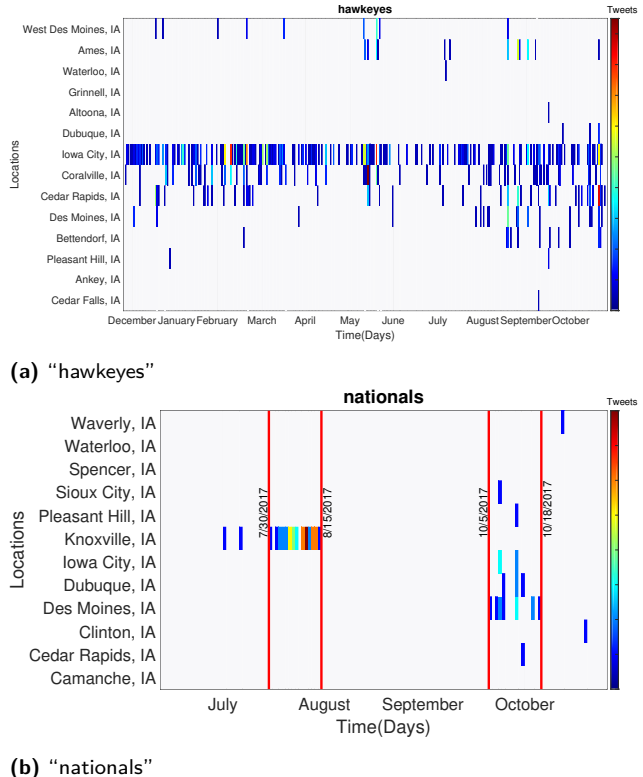 hawkeyes
Tweets
West Des Moines, IA
Ames, IA
Waterloo, IA
Grinnell, IA
Altoona, IA
Dubuque, IA
Iowa City, IA
Coralville, IA
Cedar Rapids, IA
Des Moines, IA
Bettendorf, IA
Pleasant Hill, IA
Ankey, IA
Cedar Falls, IA
Locations
December January February March April May June July August September October
Time(Days)
(a) “hawkeyes”
nationals
Tweets
Waverly, IA
Waterloo, IA
Spencer, IA
Sioux City, IA
Pleasant Hill, IA
Knoxville, IA
Iowa City, IA
Dubuque, IA
Des Moines, IA
Clinton, IA
Cedar Rapids, IA
Camanche, IA
Locations
7/30/2017
8/15/2017
10/5/2017
10/18/2017
July August September October
Time(Days)
(b) “nationals”